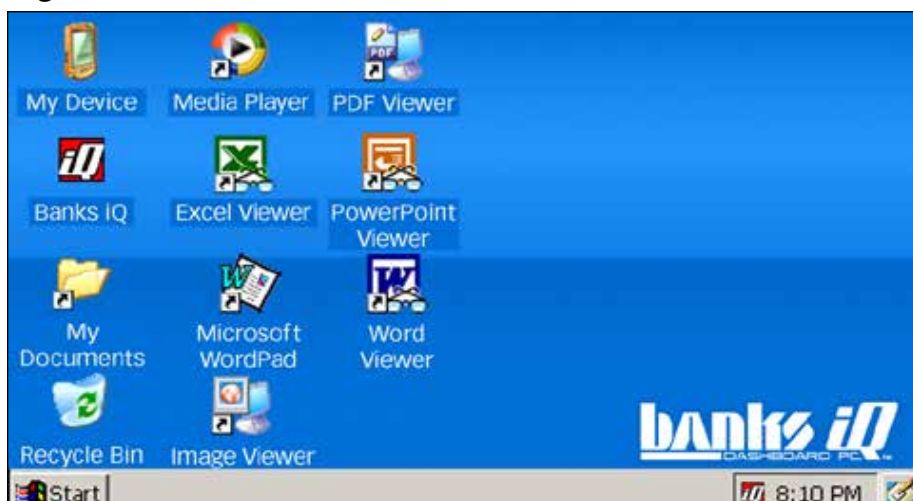 My Device
Media Player
PDF Viewer
Banks iQ
Excel Viewer
PowerPoint
Viewer
My
Documents
Microsoft
WordPad
Word
Viewer
Recycle Bin
Image Viewer
banks iQ
DASHBOARD PC
Start
8:10 PM